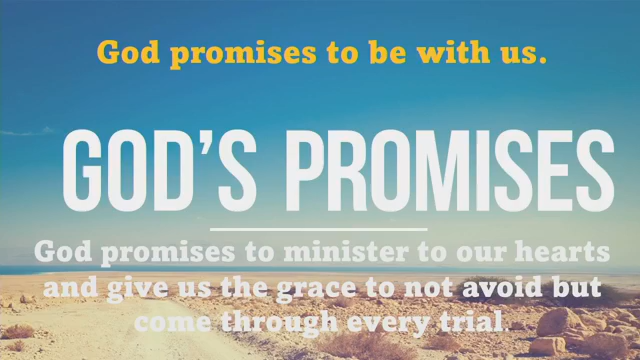 God promises to be with us.
GOD'S PROMISES
God promises to minister to our hearts
and give us the grace to not avoid but
come through every trial.